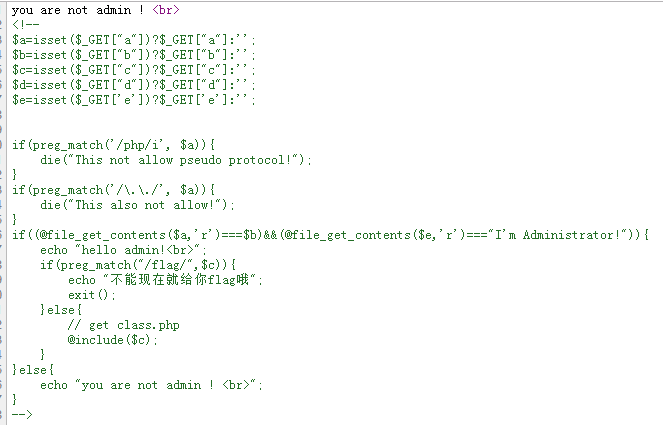 you are not admin ! <br>
<!--
$a=isset($_GET["a"])?$_GET["a"]:'';
$b=isset($_GET["b"])?$_GET["b"]:'';
$c=isset($_GET["c"])?$_GET["c"]:'';
$d=isset($_GET["d"])?$_GET["d"]:'';
$e=isset($_GET['e'])?$_GET['e']:'';
if(preg_match('/php/i', $a)){
die("This not allow pseudo protocol!");
}
if(preg_match('/\.\./', $a)){
die("This also not allow!");
}
if((@file_get_contents($a,'r')===$b)&&(@file_get_contents($e,'r')==="I'm Administrator!")){
echo "hello admin!<br>";
if(preg_match("/flag/",$c)){
echo "不能现在就给你flag哦";
exit();
}else{
// get class.php
@include($c);
}
}else{
echo "you are not admin ! <br>";
}
-->